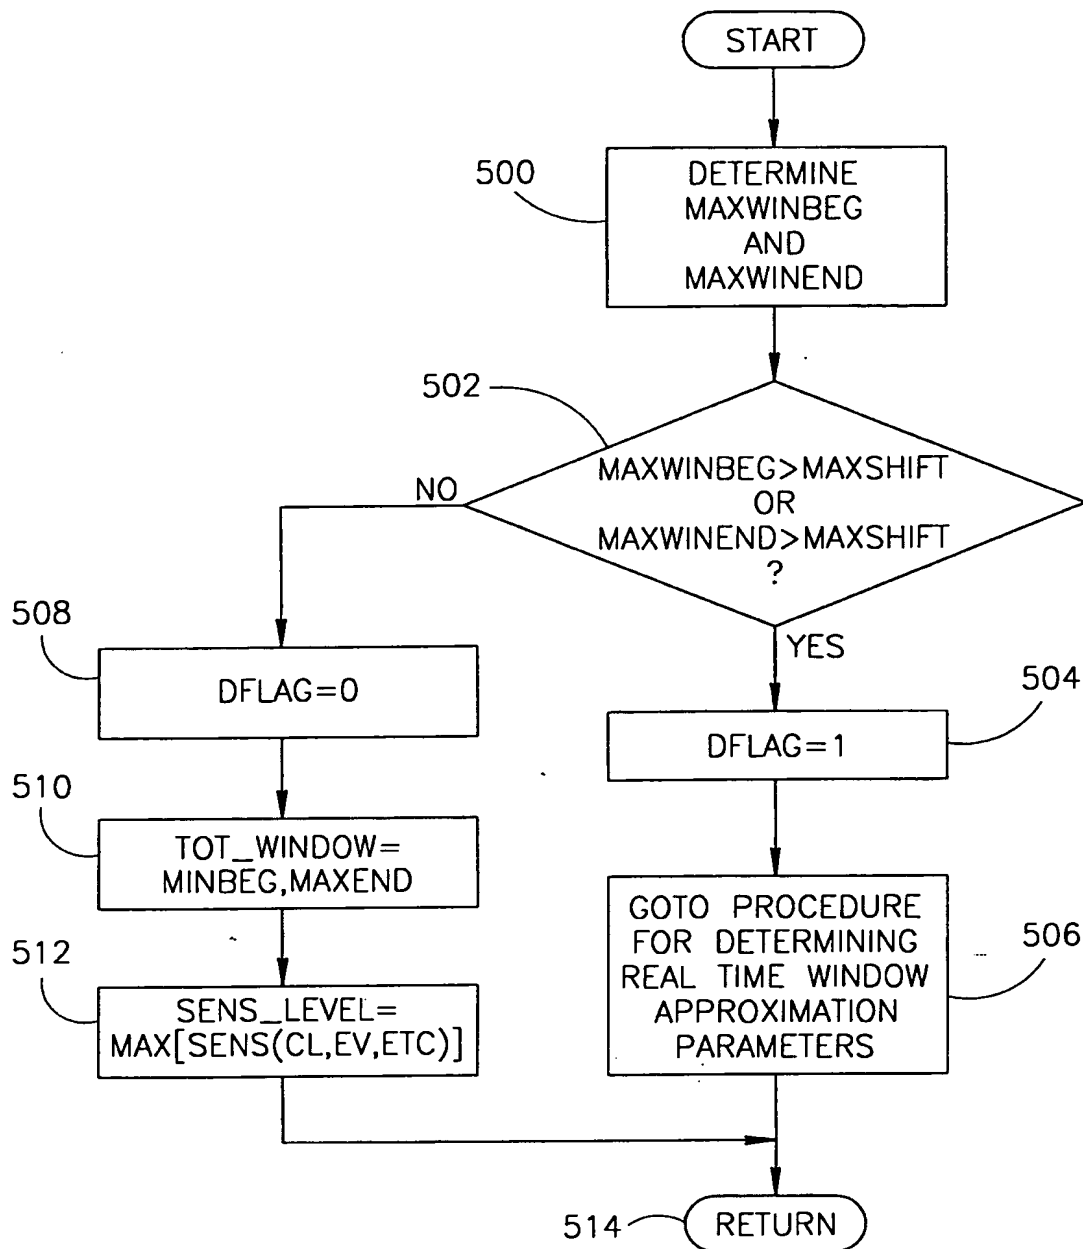 START
500
DETERMINE
MAXWINBEG
AND
MAXWINEND
502
MAXWINBEG>MAXSHIFT
OR
MAXWINEND>MAXSHIFT
?
NO
YES
508
DFLAG=0
504
DFLAG=1
510
TOT_WINDOW=
MINBEG,MAXEND
506
GOTO PROCEDURE
FOR DETERMINING
REAL TIME WINDOW
APPROXIMATION
PARAMETERS
512
SENS_LEVEL=
MAX[SENS(CL,EV,ETC)]
514
RETURN